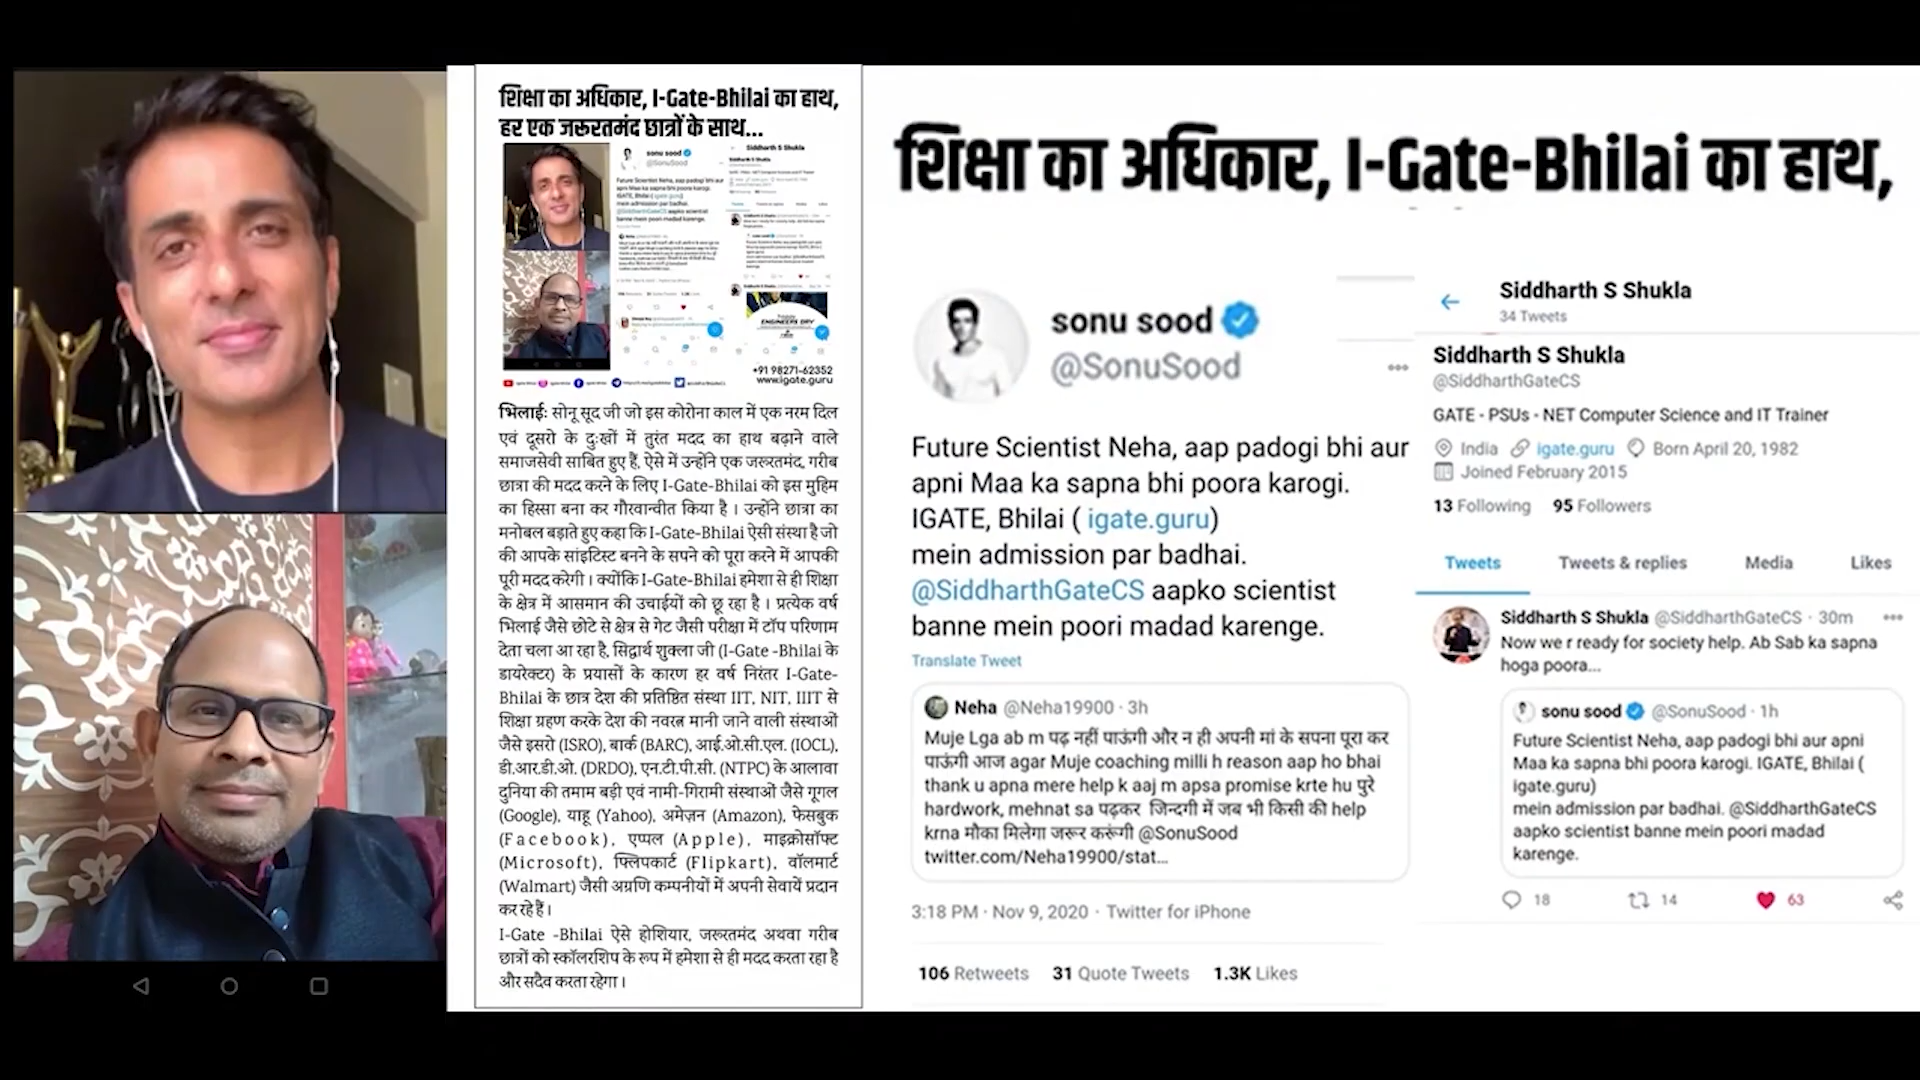 शिक्षा का अधिकार, I-Gate-Bhilai का हाथ,
हर एक जरूरतमंद छात्रों के साथ...
+91 98271-62352
www.igate.guru
भिलाई: सोनू सूद जी जो इस कोरोना काल में एक नरम दिल
एवं दूसरो के दुःखों में तुरंत मदद का हाथ बढ़ाने वाले
समाजसेवी साबित हुए हैं, ऐसे में उन्होंने एक जरूरतमंद, गरीब
छात्रा की मदद करने के लिए I-Gate-Bhilai को इस मुहिम
का हिस्सा बना कर गौरवान्वीत किया है । उन्होंने छात्रा का
मनोबल बढ़ाते हुए कहा कि I-Gate-Bhilai ऐसी संस्था है जो
की आपके सांइटिस्ट बनने के सपने को पूरा करने में आपकी
पूरी मदद करेगी । क्योंकि I-Gate-Bhilai हमेशा से ही शिक्षा
के क्षेत्र में आसमान की उचाईयों को छू रहा है । प्रत्येक वर्ष
भिलाई जैसे छोटे से क्षेत्र से गेट जैसी परीक्षा में टॉप परिणाम
देता चला आ रहा है, सिद्वार्थ शुक्ला जी (I-Gate -Bhilai के
डायरेक्टर) के प्रयासों के कारण हर वर्ष निरंतर I-Gate-
Bhilai के छात्र देश की प्रतिष्ठित संस्था IIT, NIT, IIIT से
शिक्षा ग्रहण करके देश की नवरत्न मानी जाने वाली संस्थाओं
जैसे इसरो (ISRO), बार्क (BARC), आई.ओ.सी.एल. (IOCL),
डी.आर.डी.ओ. (DRDO), एन.टी.पी.सी. (NTPC) के आलावा
दुनिया की तमाम बड़ी एवं नामी-गिरामी संस्थाओं जैसे गूगल
(Google), याहू (Yahoo), अमेज़न (Amazon), फेसबुक
(Facebook), एप्पल (Apple), माइक्रोसॉफ्ट
(Microsoft), फ्लिपकार्ट (Flipkart), वॉलमार्ट
(Walmart) जैसी अग्रणि कम्पनीयों में अपनी सेवायें प्रदान
कर रहे हैं ।
I-Gate -Bhilai ऐसे होशियार, जरूरतमंद अथवा गरीब
छात्रों को स्कॉलरशिप के रूप में हमेशा से ही मदद करता रहा है
और सदैव करता रहेगा ।
शिक्षा का अधिकार, I-Gate-Bhilai का हाथ,
sonu sood
@SonuSood
Future Scientist Neha, aap padogi bhi aur
apni Maa ka sapna bhi poora karogi.
IGATE, Bhilai ( igate.guru)
mein admission par badhai.
@SiddharthGateCS aapko scientist
banne mein poori madad karenge.
Translate Tweet
Neha @Neha19900 · 3h
Muje Lga ab m पढ़ नहीं पाऊंगी और न ही अपनी मां के सपना पूरा कर
पाऊंगी आज agar Muje coaching milli h reason aap ho bhai
thank u apna mere help k aaj m apsa promise krte hu पुरे
hardwork, mehnat sa पढ़कर जिन्दगी में जब भी किसी की help
krna मौका मिलेगा जरूर करूंगी @SonuSood
twitter.com/Neha19900/stat...
3:18 PM · Nov 9, 2020 · Twitter for iPhone
106 Retweets 31 Quote Tweets 1.3K Likes
Siddharth S Shukla
34 Tweets
Siddharth S Shukla
@SiddharthGateCS
GATE - PSUs - NET Computer Science and IT Trainer
India igate.guru Born April 20, 1982
Joined February 2015
13 Following 95 Followers
Tweets Tweets & replies Media Likes
Siddharth S Shukla @SiddharthGateCS · 30m
Now we r ready for society help. Ab Sab ka sapna
hoga poora...
sonu sood @SonuSood · 1h
Future Scientist Neha, aap padogi bhi aur apni
Maa ka sapna bhi poora karogi. IGATE, Bhilai (
igate.guru)
mein admission par badhai. @SiddharthGateCS
aapko scientist banne mein poori madad
karenge.
18 14 63